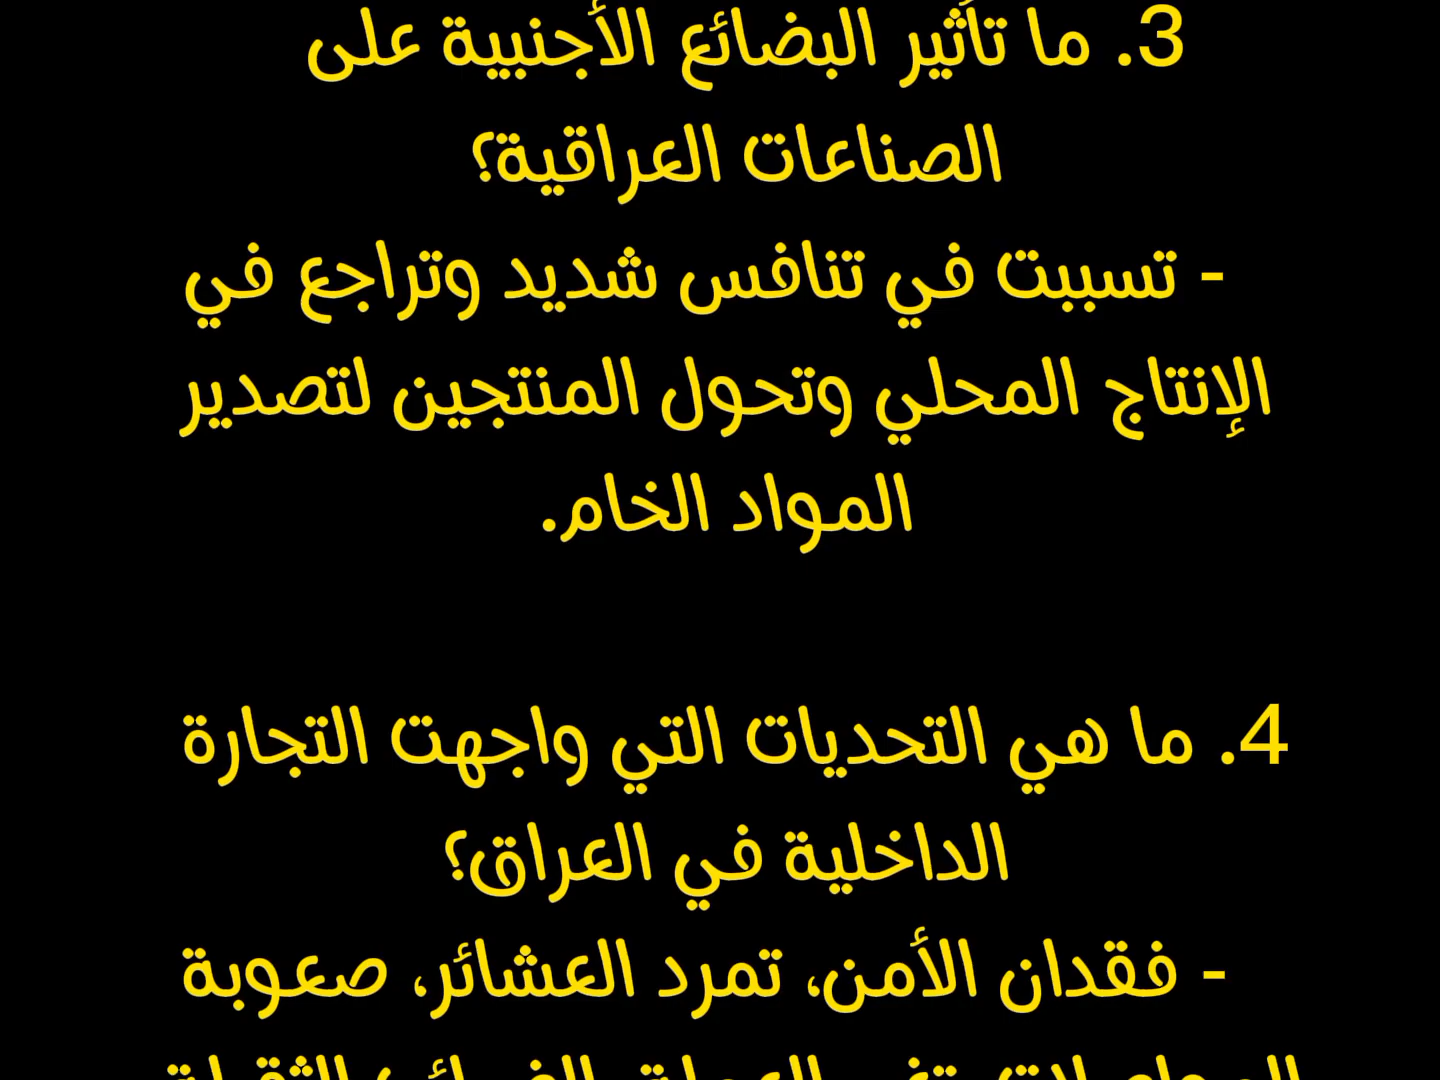 3. ما تأثير البضائع الأجنبية على
الصناعات العراقية؟
- تسببت في تنافس شديد وتراجع في
الإنتاج المحلي وتحول المنتجين لتصدير
المواد الخام.
4. ما هي التحديات التي واجهت التجارة
الداخلية في العراق؟
- فقدان الأمن، تمرد العشائر، صعوبة